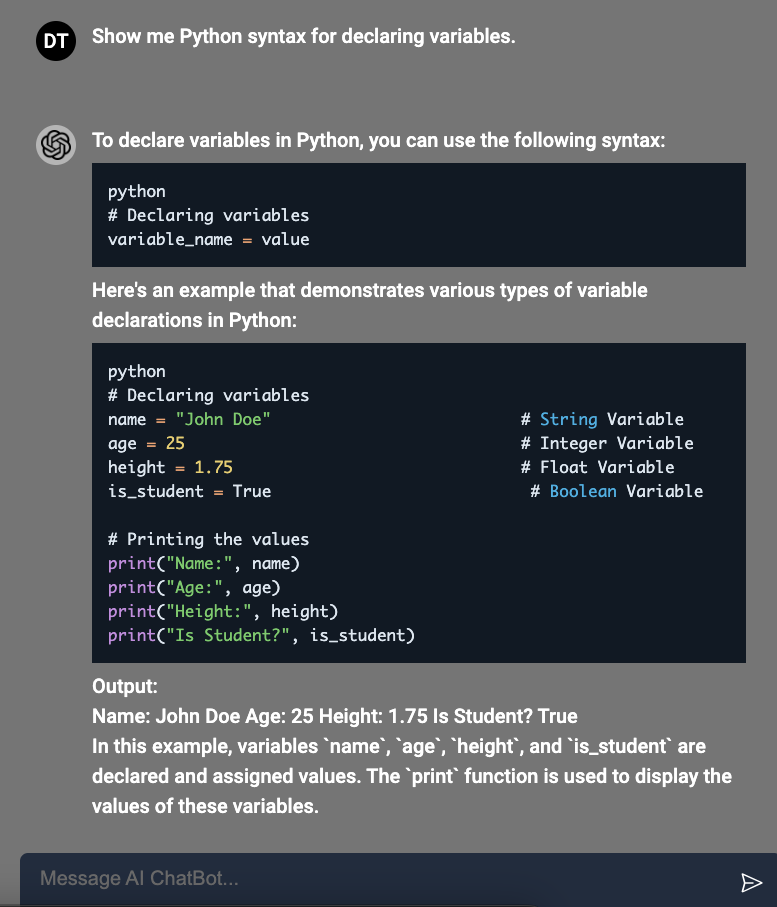 DT Show me Python syntax for declaring variables.
To declare variables in Python, you can use the following syntax:
python
# Declaring variables
variable_name = value
Here's an example that demonstrates various types of variable
declarations in Python:
python
# Declaring variables
name = "John Doe" # String Variable
age = 25 # Integer Variable
height = 1.75 # Float Variable
is_student = True # Boolean Variable
# Printing the values
print("Name:", name)
print("Age:", age)
print("Height:", height)
print("Is Student?", is_student)
Output:
Name: John Doe Age: 25 Height: 1.75 Is Student? True
In this example, variables `name`, `age`, `height`, and `is_student` are
declared and assigned values. The `print` function is used to display the
values of these variables.
Message AI ChatBot...